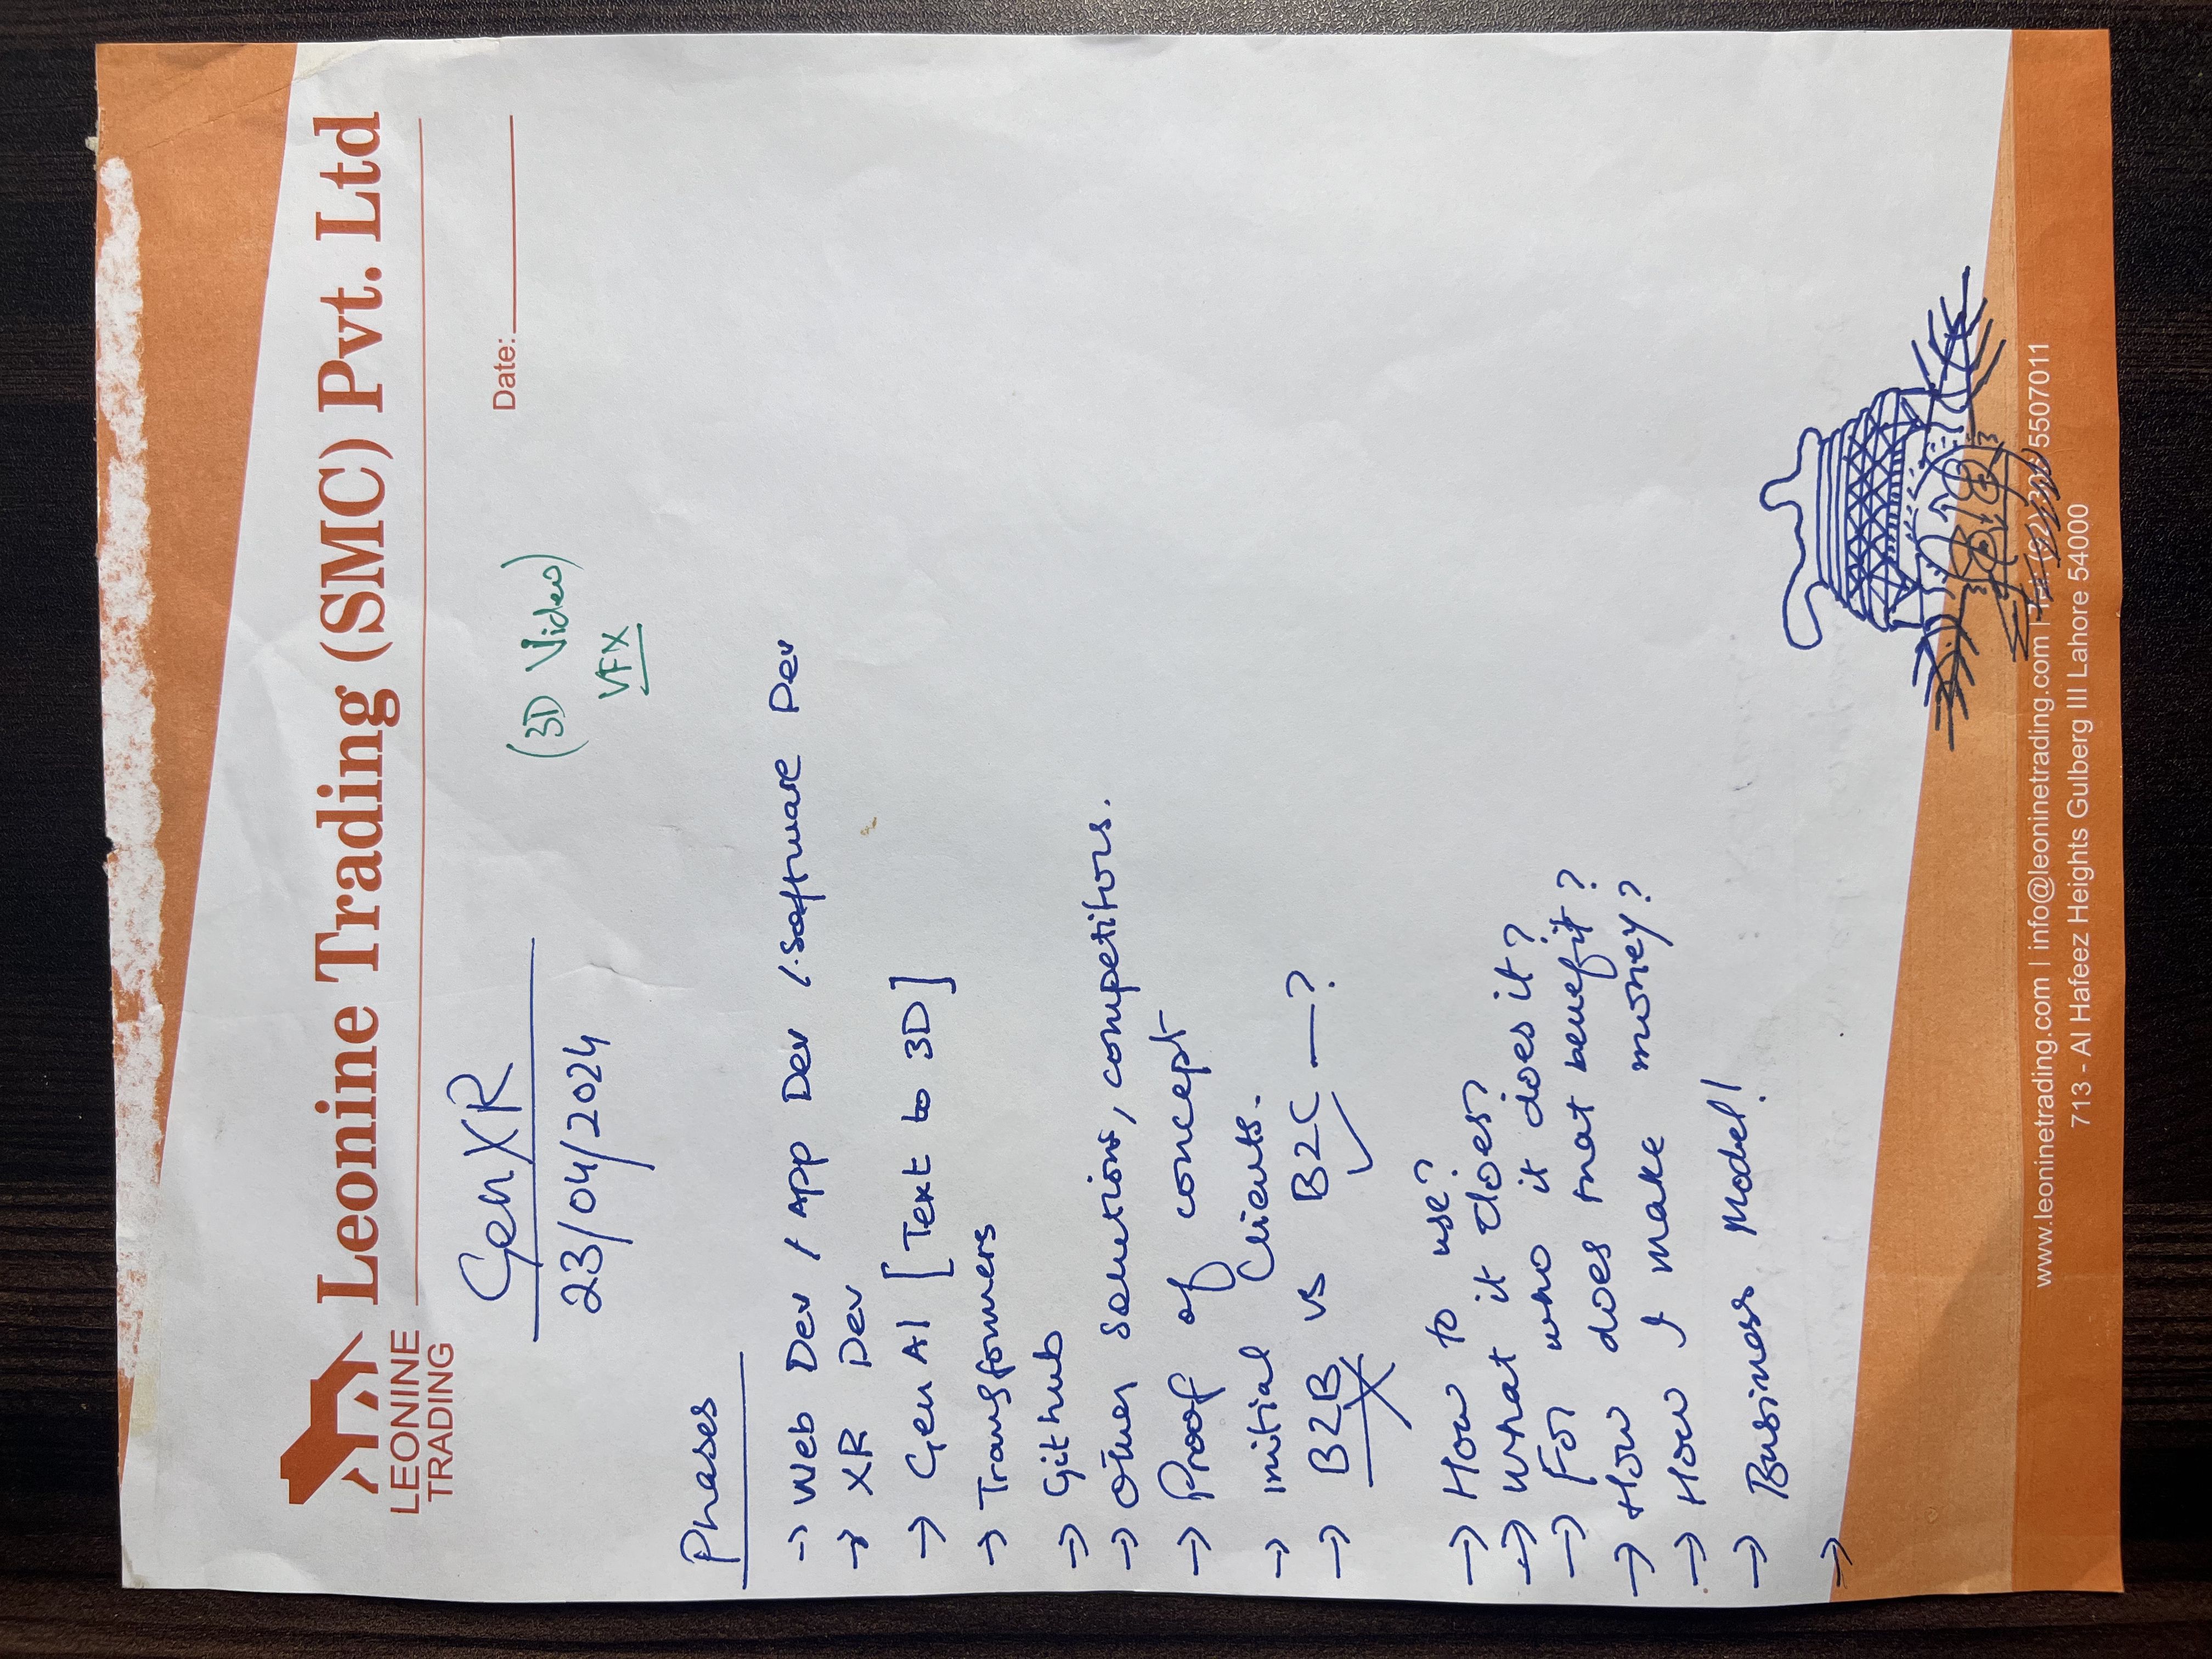 Leonine Trading (SMC) Pvt. Ltd
LEONINE
TRADING
Date:
GenXR
23/04/2024
(3D Video)
VFX
Phases
→ Web Dev / App Dev / Software Dev
→ XR Dev
→ Gen AI [Text to 3D]
→ Transformers
→ Github
→ Other solutions, competitors.
→ Proof of concept
→ initial Clients.
→ B2B vs B2C —?
→ How to use?
→ What it does?
→ For who it does it?
→ How does that benefit?
→ How I make money?
→ Business Model!
→
www.leoninetrading.com | info@leoninetrading.com | 5507011
713 - Al Hafeez Heights Gulberg III Lahore 54000